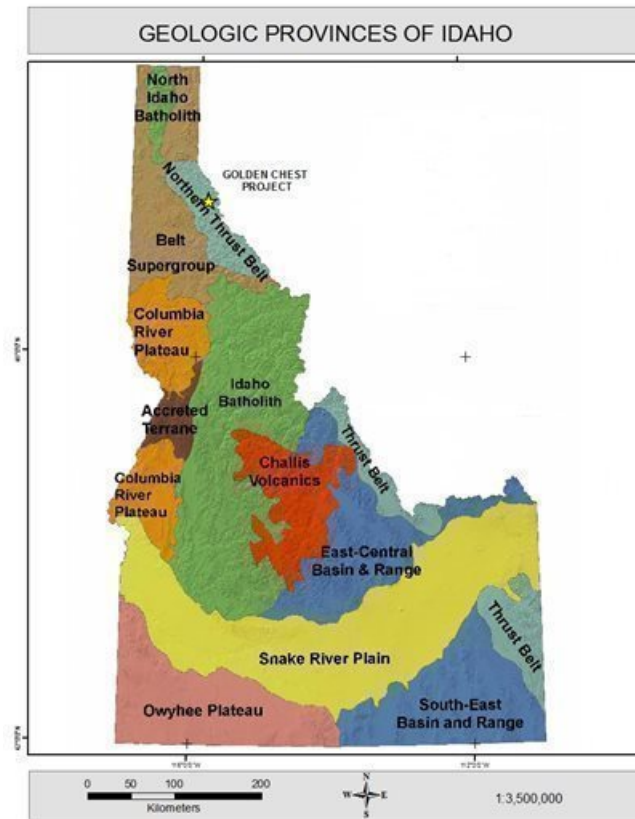 GEOLOGIC PROVINCES OF IDAHO
North
Idaho
Batholith
GOLDEN CHEST
PROJECT
Northern Thrust Belt
Belt
Supergroup
Columbia
River
Plateau
Idaho
Batholith
Accreted
Terrane
Thrust Belt
Challis
Volcanics
Columbia
River
Plateau
East-Central
Basin & Range
Thrust Belt
Snake River Plain
Owyhee Plateau
South-East
Basin and Range
0 50 100 200
Kilometers
N
W E
S
1:3,500,000